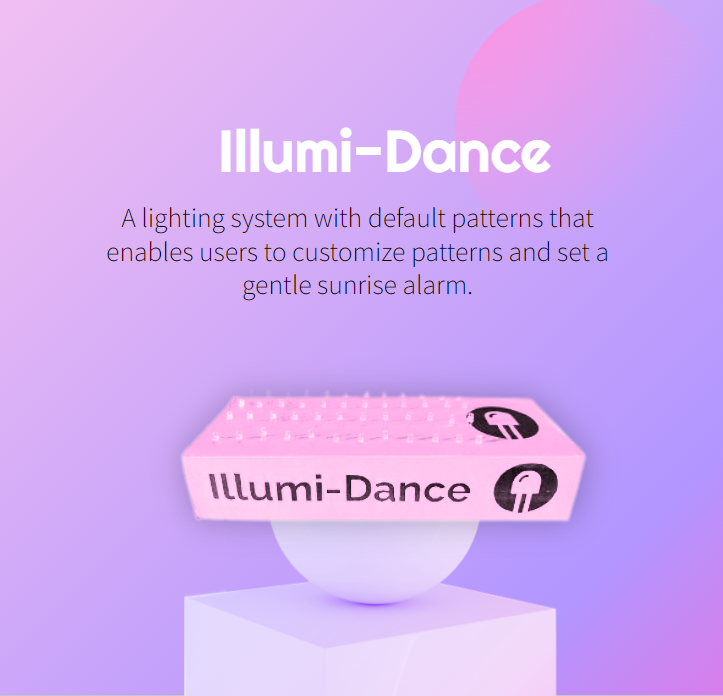 Illumi-Dance
A lighting system with default patterns that
enables users to customize patterns and set a
gentle sunrise alarm.
Illumi-Dance